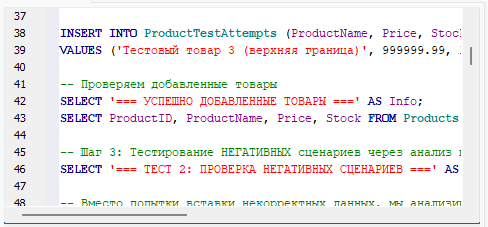 37
38 INSERT INTO ProductTestAttempts (ProductName, Price, Stock
39 VALUES ('Тестовый товар 3 (верхняя граница)', 999999.99,
40
41 -- Проверяем добавленные товары
42 SELECT '=== УСПЕШНО ДОБАВЛЕННЫЕ ТОВАРЫ ===' AS Info;
43 SELECT ProductID, ProductName, Price, Stock FROM Products
44
45 -- Шаг 3: Тестирование НЕГАТИВНЫХ сценариев через анализ
46 SELECT '=== ТЕСТ 2: ПРОВЕРКА НЕГАТИВНЫХ СЦЕНАРИЕВ ===' AS
47
48 -- Вместо попытки вставки некорректных данных, мы анализи